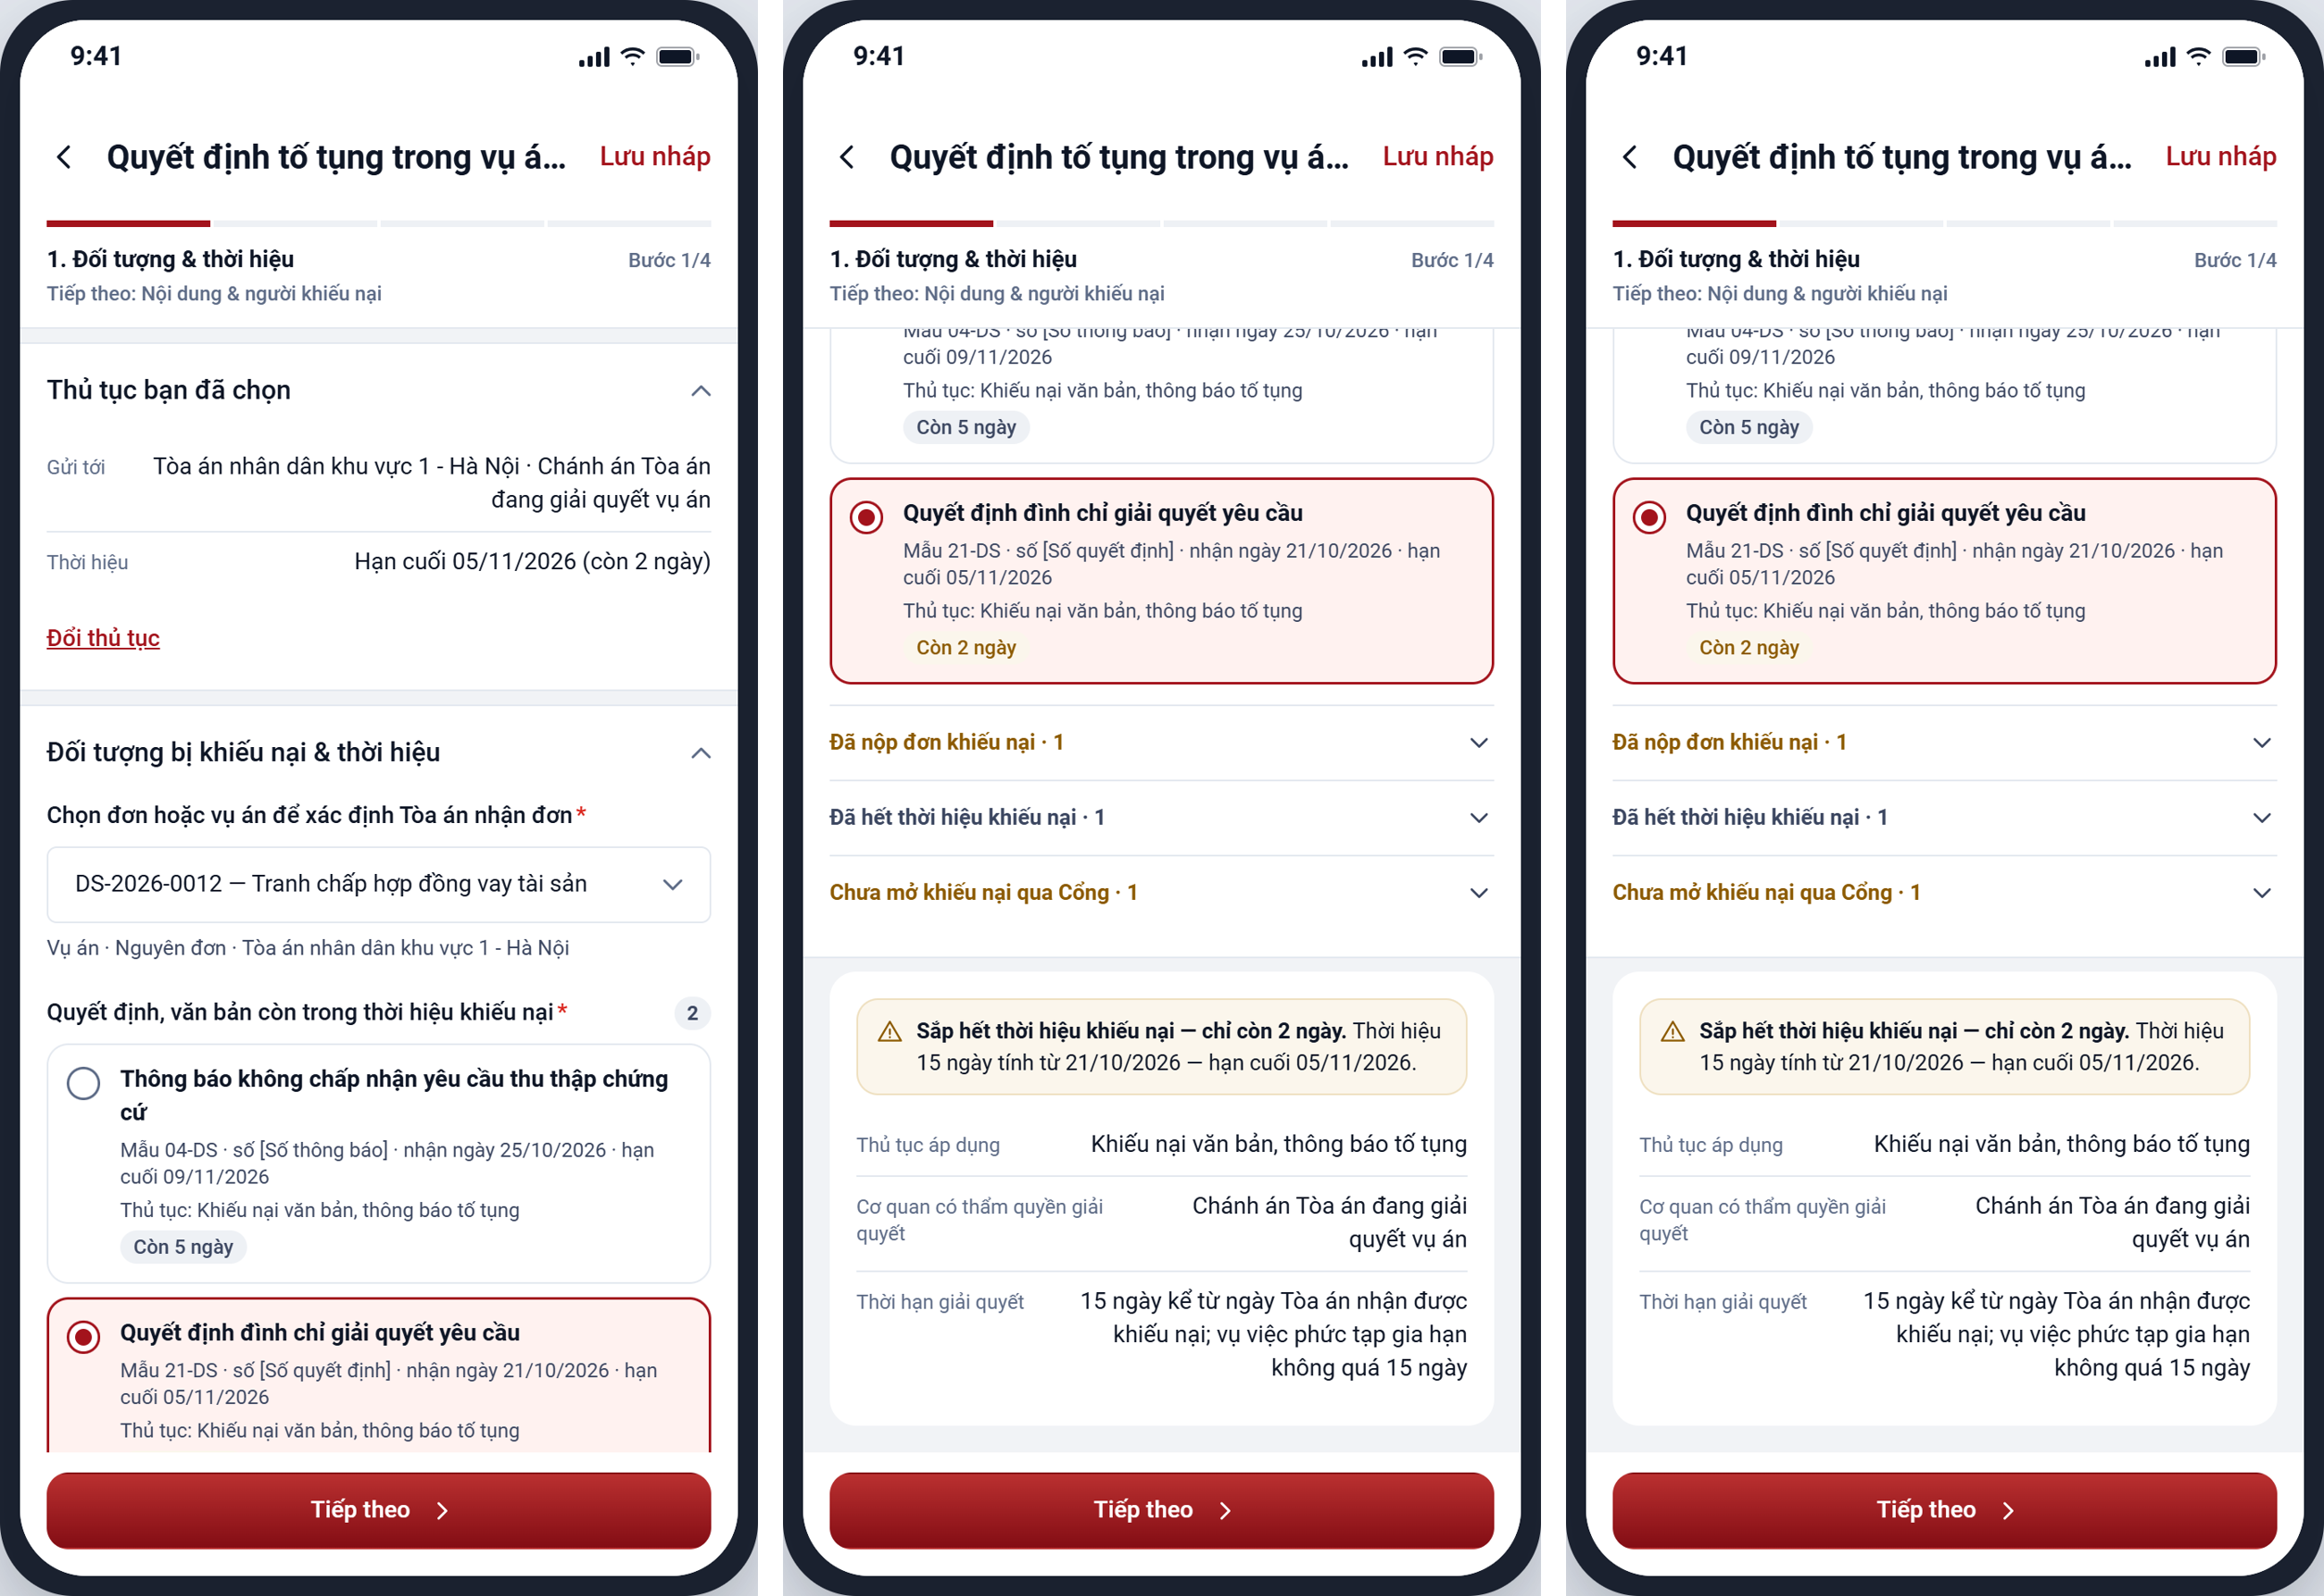 9:41
Quyết định tố tụng trong vụ á...
Lưu nháp
1. Đối tượng & thời hiệu
Bước 1/4
Tiếp theo: Nội dung & người khiếu nại
Thủ tục bạn đã chọn
Gửi tới
Tòa án nhân dân khu vực 1 - Hà Nội · Chánh án Tòa án
đang giải quyết vụ án
Thời hiệu
Hạn cuối 05/11/2026 (còn 2 ngày)
Đổi thủ tục
Đối tượng bị khiếu nại & thời hiệu
Chọn đơn hoặc vụ án để xác định Tòa án nhận đơn*
DS-2026-0012 — Tranh chấp hợp đồng vay tài sản
Vụ án · Nguyên đơn · Tòa án nhân dân khu vực 1 - Hà Nội
Quyết định, văn bản còn trong thời hiệu khiếu nại*
2
Thông báo không chấp nhận yêu cầu thu thập chứng
cứ
Mẫu 04-DS · số [Số thông báo] · nhận ngày 25/10/2026 · hạn
cuối 09/11/2026
Thủ tục: Khiếu nại văn bản, thông báo tố tụng
Còn 5 ngày
Quyết định đình chỉ giải quyết yêu cầu
Mẫu 21-DS · số [Số quyết định] · nhận ngày 21/10/2026 · hạn
cuối 05/11/2026
Thủ tục: Khiếu nại văn bản, thông báo tố tụng
Tiếp theo
9:41
Quyết định tố tụng trong vụ á...
Lưu nháp
1. Đối tượng & thời hiệu
Bước 1/4
Tiếp theo: Nội dung & người khiếu nại
Mẫu 04-DS · số [Số thông báo] · nhận ngày 25/10/2026 · hạn
cuối 09/11/2026
Thủ tục: Khiếu nại văn bản, thông báo tố tụng
Còn 5 ngày
Quyết định đình chỉ giải quyết yêu cầu
Mẫu 21-DS · số [Số quyết định] · nhận ngày 21/10/2026 · hạn
cuối 05/11/2026
Thủ tục: Khiếu nại văn bản, thông báo tố tụng
Còn 2 ngày
Đã nộp đơn khiếu nại · 1
Đã hết thời hiệu khiếu nại · 1
Chưa mở khiếu nại qua Cổng · 1
Sắp hết thời hiệu khiếu nại — chỉ còn 2 ngày. Thời hiệu
15 ngày tính từ 21/10/2026 — hạn cuối 05/11/2026.
Thủ tục áp dụng
Khiếu nại văn bản, thông báo tố tụng
Cơ quan có thẩm quyền giải
quyết
Chánh án Tòa án đang giải
quyết vụ án
Thời hạn giải quyết
15 ngày kể từ ngày Tòa án nhận được
khiếu nại; vụ việc phức tạp gia hạn
không quá 15 ngày
Tiếp theo
9:41
Quyết định tố tụng trong vụ á...
Lưu nháp
1. Đối tượng & thời hiệu
Bước 1/4
Tiếp theo: Nội dung & người khiếu nại
Mẫu 04-DS · số [Số thông báo] · nhận ngày 25/10/2026 · hạn
cuối 09/11/2026
Thủ tục: Khiếu nại văn bản, thông báo tố tụng
Còn 5 ngày
Quyết định đình chỉ giải quyết yêu cầu
Mẫu 21-DS · số [Số quyết định] · nhận ngày 21/10/2026 · hạn
cuối 05/11/2026
Thủ tục: Khiếu nại văn bản, thông báo tố tụng
Còn 2 ngày
Đã nộp đơn khiếu nại · 1
Đã hết thời hiệu khiếu nại · 1
Chưa mở khiếu nại qua Cổng · 1
Sắp hết thời hiệu khiếu nại — chỉ còn 2 ngày. Thời hiệu
15 ngày tính từ 21/10/2026 — hạn cuối 05/11/2026.
Thủ tục áp dụng
Khiếu nại văn bản, thông báo tố tụng
Cơ quan có thẩm quyền giải
quyết
Chánh án Tòa án đang giải
quyết vụ án
Thời hạn giải quyết
15 ngày kể từ ngày Tòa án nhận được
khiếu nại; vụ việc phức tạp gia hạn
không quá 15 ngày
Tiếp theo